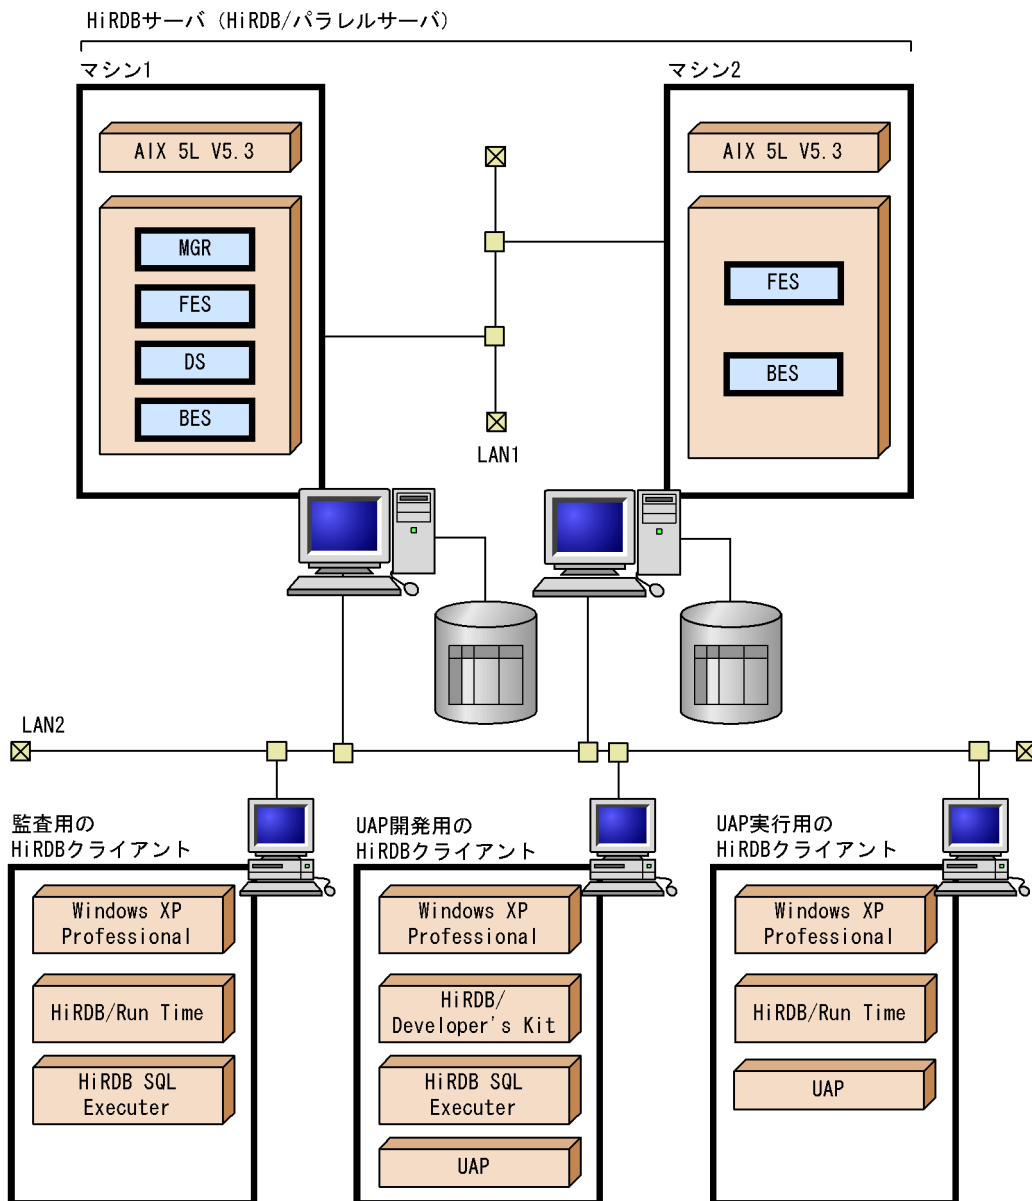 HiRDBサーバ（HiRDB/パラレルサーバ）
マシン1
マシン2
AIX 5L V5.3
AIX 5L V5.3
MGR
FES
DS
BES
FES
BES
LAN1
LAN2
監査用の
HiRDBクライアント
UAP開発用の
HiRDBクライアント
UAP実行用の
HiRDBクライアント
Windows XP
Professional
HiRDB/Run Time
HiRDB SQL
Executer
Windows XP
Professional
HiRDB/
Developer's Kit
HiRDB SQL
Executer
UAP
Windows XP
Professional
HiRDB/Run Time
UAP